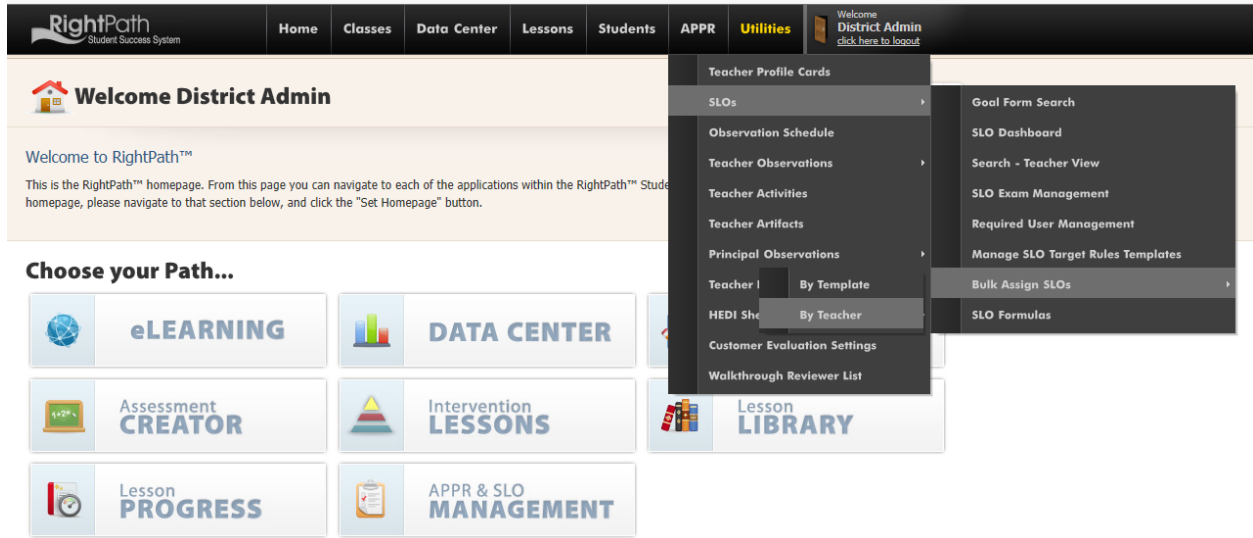 RightPath
Student Success System
Home Classes Data Center Lessons Students APPR Utilities
Welcome
District Admin
click here to logout
Welcome District Admin
Welcome to RightPath™
This is the RightPath™ homepage. From this page you can navigate to each of the applications within the RightPath™ Stude
homepage, please navigate to that section below, and click the "Set Homepage" button.
Teacher Profile Cards
SLOs
Observation Schedule
Teacher Observations
Teacher Activities
Teacher Artifacts
Principal Observations
Teacher
HEDI She
Customer Evaluation Settings
Walkthrough Reviewer List
Goal Form Search
SLO Dashboard
Search - Teacher View
SLO Exam Management
Required User Management
Manage SLO Target Rules Templates
Bulk Assign SLOs
SLO Formulas
By Template
By Teacher
Choose your Path...
eLEARNING
DATA CENTER
Assessment
CREATOR
Intervention
LESSONS
Lesson
LIBRARY
Lesson
PROGRESS
APPR & SLO
MANAGEMENT